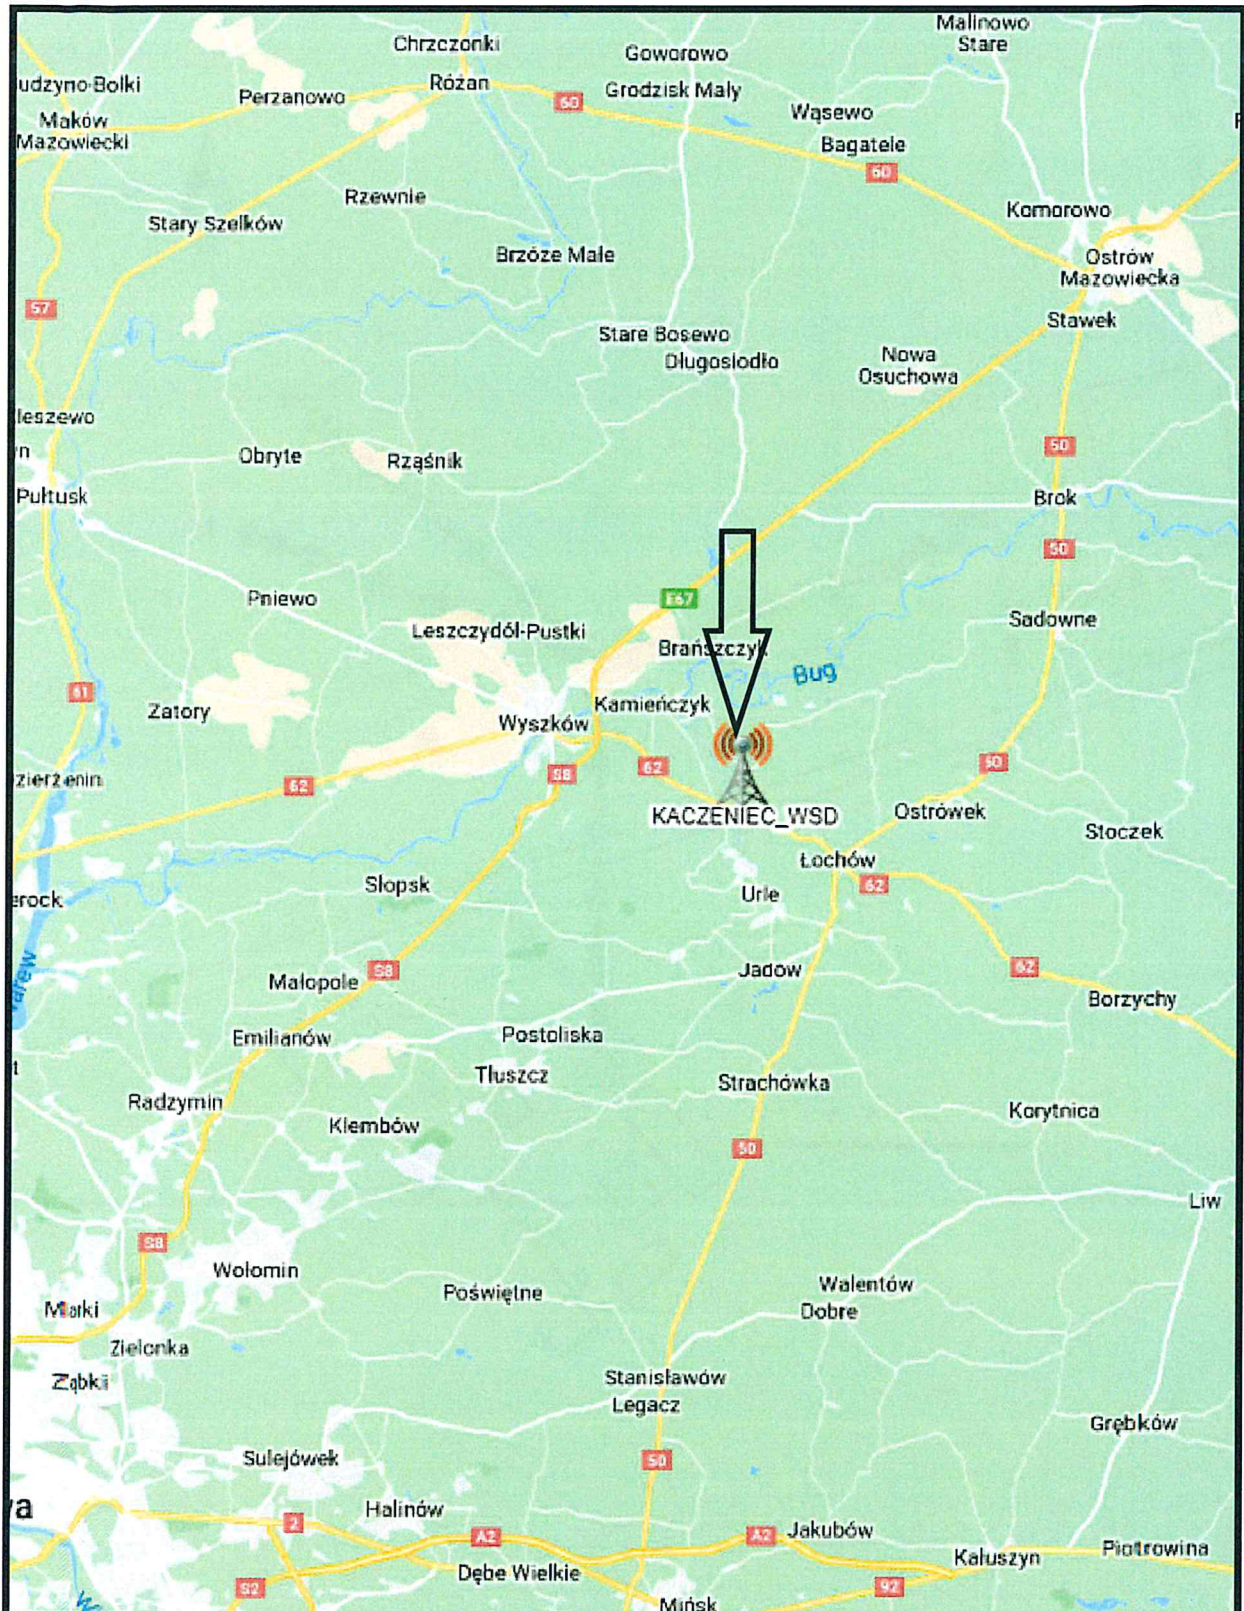 Malinowo
Stare
Chrzczonki
Goworowo
udzyno-Bolki
Perzanowo
Różan
60
Grodzisk Mały
Wąsewo
Maków
Mazowiecki
Bagatele
60
Rzewnie
Komorowo
Stary Szelków
Brzóze Małe
Ostrów
Mazowiecka
57
Stawek
Stare Bosewo
Długosiodło
Nowa
Osuchowa
leszewo
50
Obryte
Rząśnik
Pułtusk
Brok
50
Pniewo
E67
Sadowne
Leszczydół-Pustki
Brańszczyk
Bug
61
Zatory
Kamieńczyk
Wyszków
62
S8
62
50
zierżenin
KACZENIEC_WSD
Ostrówek
Stoczek
Łochów
62
Słopsk
Urle
erock
S8
Jadów
62
Małopole
Narew
Borzychy
Emilianów
Postoliska
t
Tłuszcz
Strachówka
Radzymin
Klembów
Korytnica
50
Liw
S8
Wołomin
Poświętne
Walentów
Dobre
Marki
Zielonka
Ząbki
Stanisławów
Legacz
Grębków
Sulejówek
50
a
Halinów
2
A2
A2
Jakubów
Kałuszyn
Piotrowina
Dębe Wielkie
S2
92
Mińsk